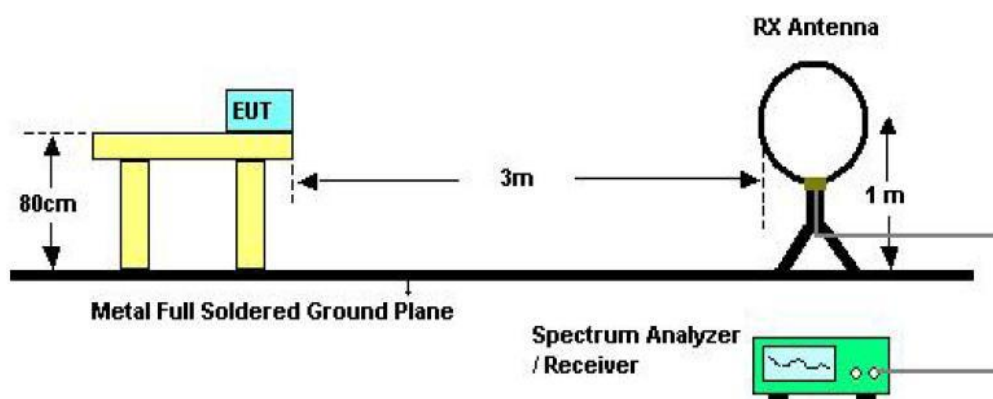 RX Antenna
EUT
80cm
3m
1 m
Metal Full Soldered Ground Plane
Spectrum Analyzer
/ Receiver